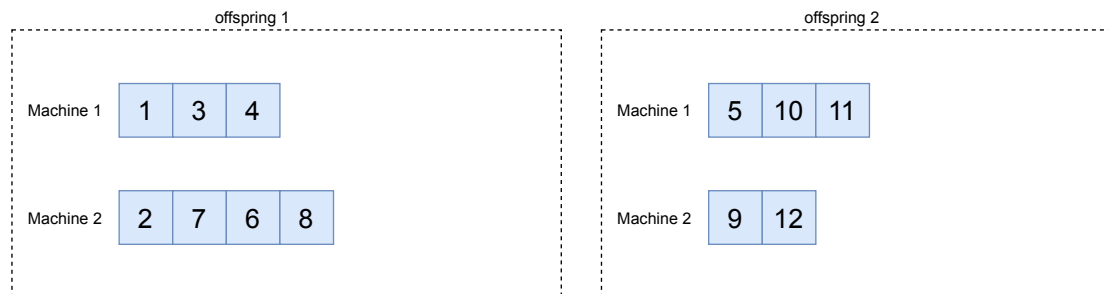 offspring 1
Machine 1 1 3 4
Machine 2 2 7 6 8
offspring 2
Machine 1 5 10 11
Machine 2 9 12